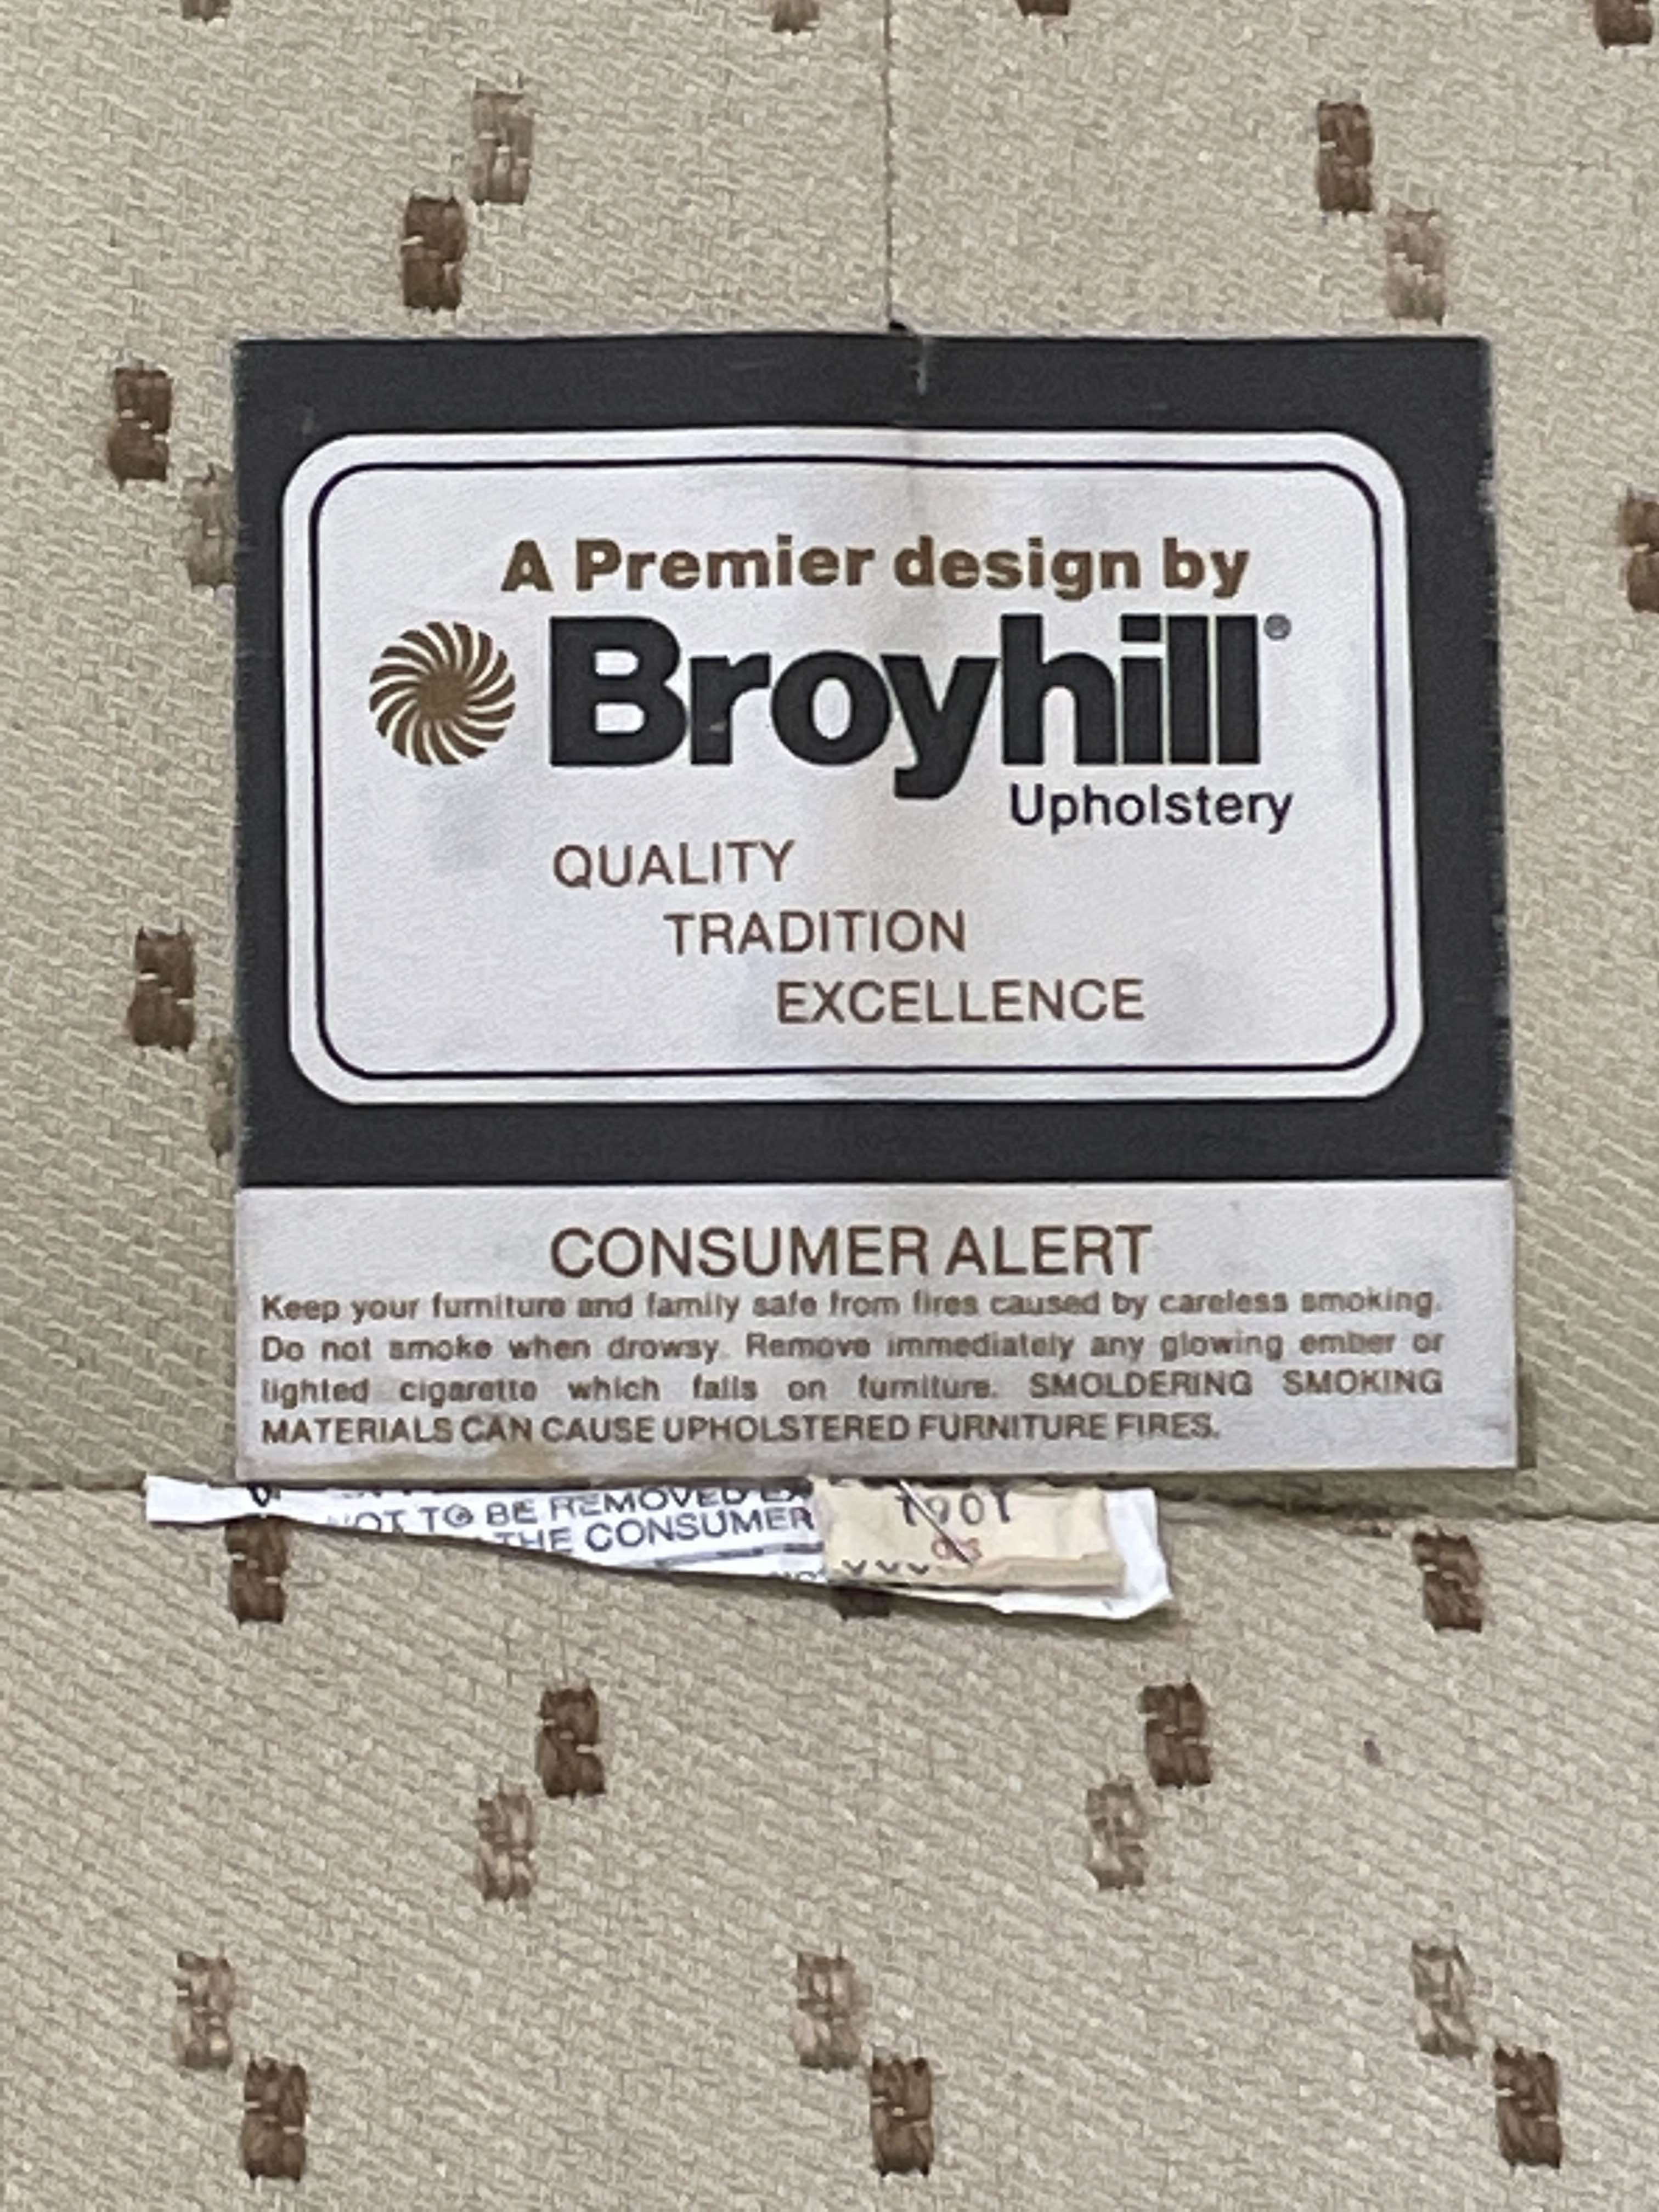 A Premier design by
Broyhill®
Upholstery
QUALITY
TRADITION
EXCELLENCE
CONSUMER ALERT
Keep your furniture and family safe from fires caused by careless smoking.
Do not smoke when drowsy. Remove immediately any glowing ember or
lighted cigarette which falls on furniture. SMOLDERING SMOKING
MATERIALS CAN CAUSE UPHOLSTERED FURNITURE FIRES.
NOT TO BE REMOVED
THE CONSUMER